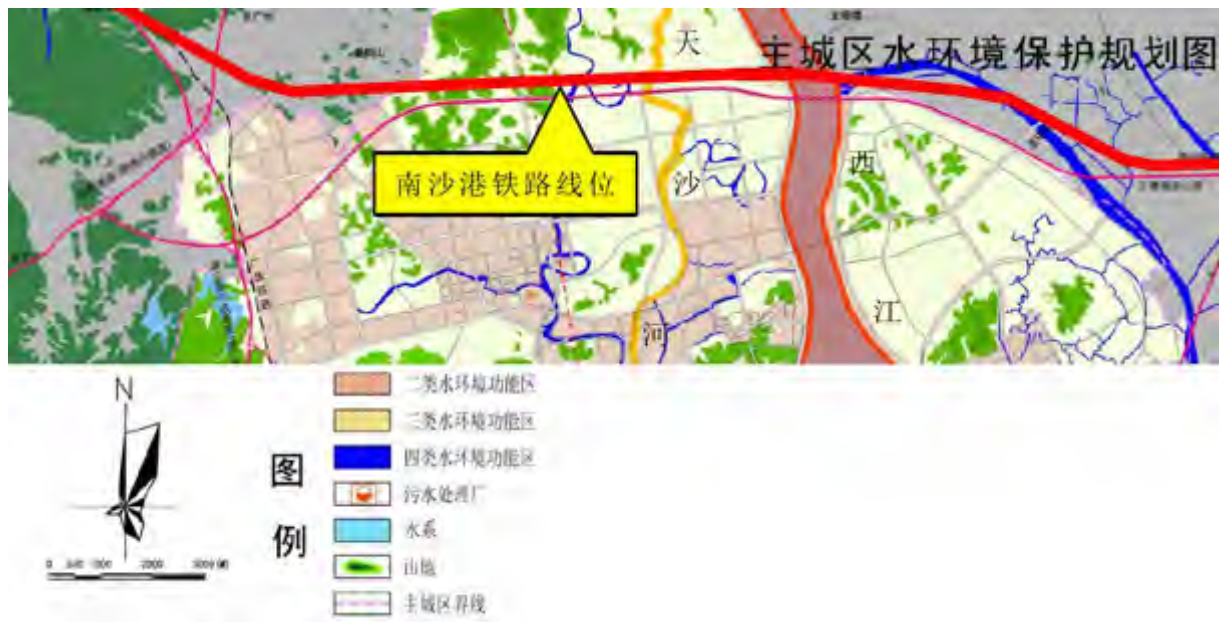 主城区水环境保护规划图
天
沙
河
西
江
南沙港铁路线位
N
图
例
二类水环境功能区
三类水环境功能区
四类水环境功能区
污水处理厂
水系
山地
主城区界线